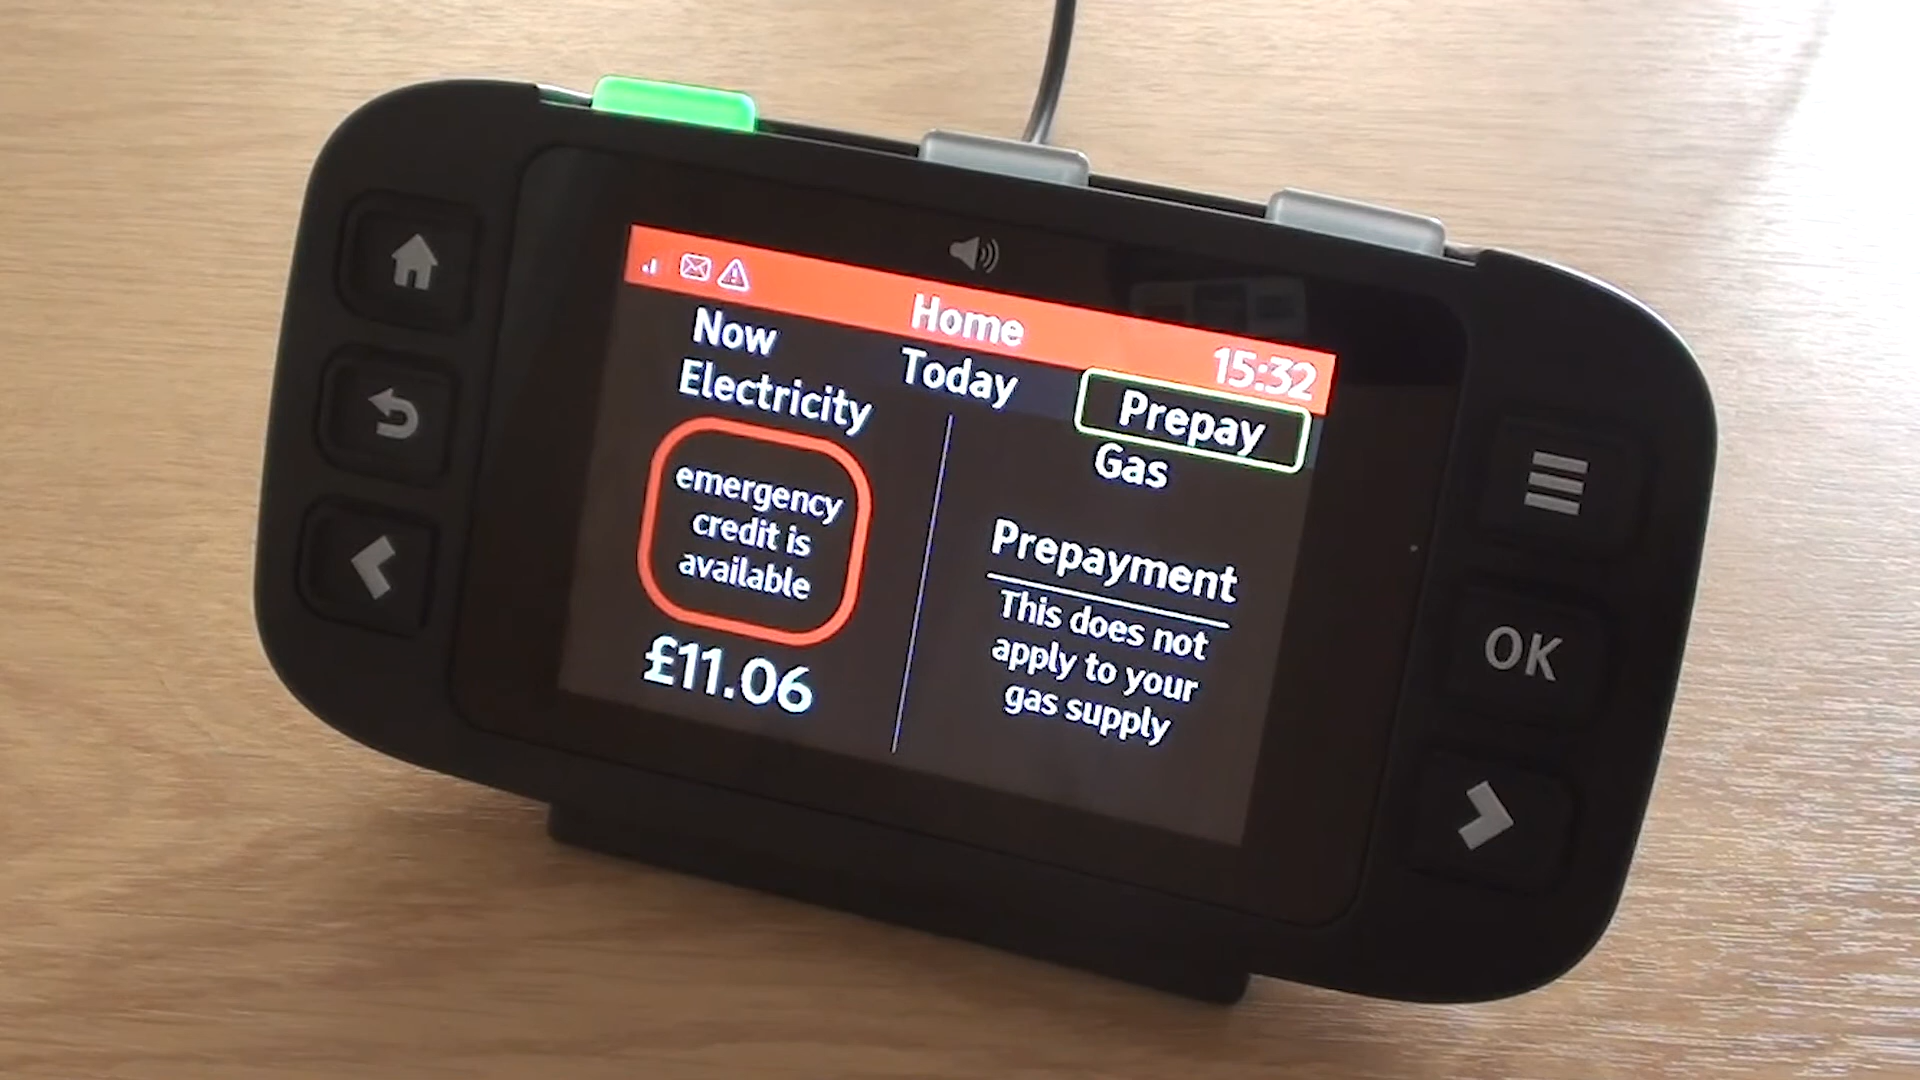 Home
15:32
Now
Today
Prepay
Electricity
Gas
emergency
credit is
available
£11.06
Prepayment
This does not
apply to your
gas supply
OK